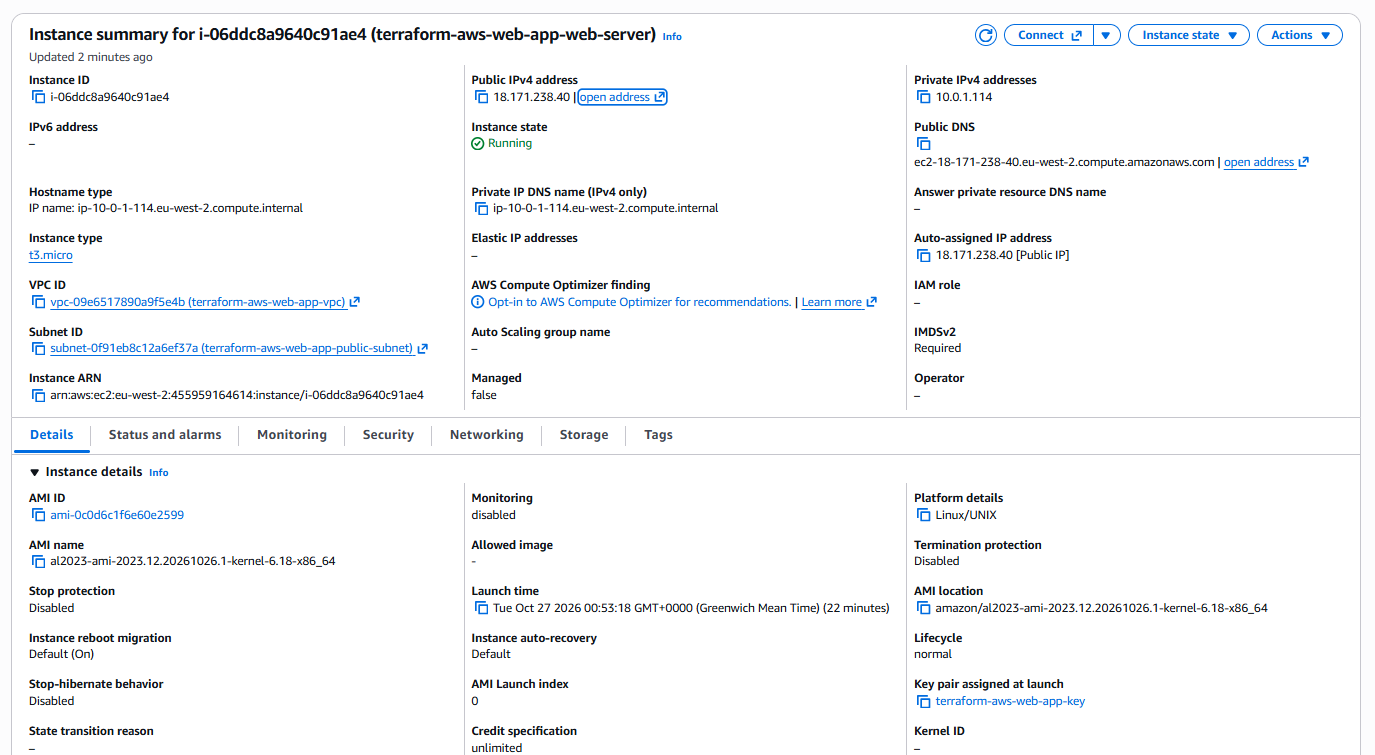 Instance summary for i-06ddc8a9640c91ae4 (terraform-aws-web-app-web-server) Info
Connect
Instance state
Actions
Updated 2 minutes ago
Instance ID
i-06ddc8a9640c91ae4
Public IPv4 address
18.171.238.40 | open address
Private IPv4 addresses
10.0.1.114
IPv6 address
–
Instance state
Running
Public DNS
ec2-18-171-238-40.eu-west-2.compute.amazonaws.com | open address
Hostname type
IP name: ip-10-0-1-114.eu-west-2.compute.internal
Private IP DNS name (IPv4 only)
ip-10-0-1-114.eu-west-2.compute.internal
Answer private resource DNS name
–
Instance type
t3.micro
Elastic IP addresses
–
Auto-assigned IP address
18.171.238.40 [Public IP]
VPC ID
vpc-09e6517890a9f5e4b (terraform-aws-web-app-vpc)
AWS Compute Optimizer finding
Opt-in to AWS Compute Optimizer for recommendations. | Learn more
IAM role
–
Subnet ID
subnet-0f91eb8c12a6ef37a (terraform-aws-web-app-public-subnet)
Auto Scaling group name
–
IMDSv2
Required
Instance ARN
arn:aws:ec2:eu-west-2:455959164614:instance/i-06ddc8a9640c91ae4
Managed
false
Operator
–
Details
Status and alarms
Monitoring
Security
Networking
Storage
Tags
Instance details Info
AMI ID
ami-0c0d6c1f6e60e2599
Monitoring
disabled
Platform details
Linux/UNIX
AMI name
al2023-ami-2023.12.20261026.1-kernel-6.18-x86_64
Allowed image
-
Termination protection
Disabled
Stop protection
Disabled
Launch time
Tue Oct 27 2026 00:53:18 GMT+0000 (Greenwich Mean Time) (22 minutes)
AMI location
amazon/al2023-ami-2023.12.20261026.1-kernel-6.18-x86_64
Instance reboot migration
Default (On)
Instance auto-recovery
Default
Lifecycle
normal
Stop-hibernate behavior
Disabled
AMI Launch index
0
Key pair assigned at launch
terraform-aws-web-app-key
State transition reason
–
Credit specification
unlimited
Kernel ID
–